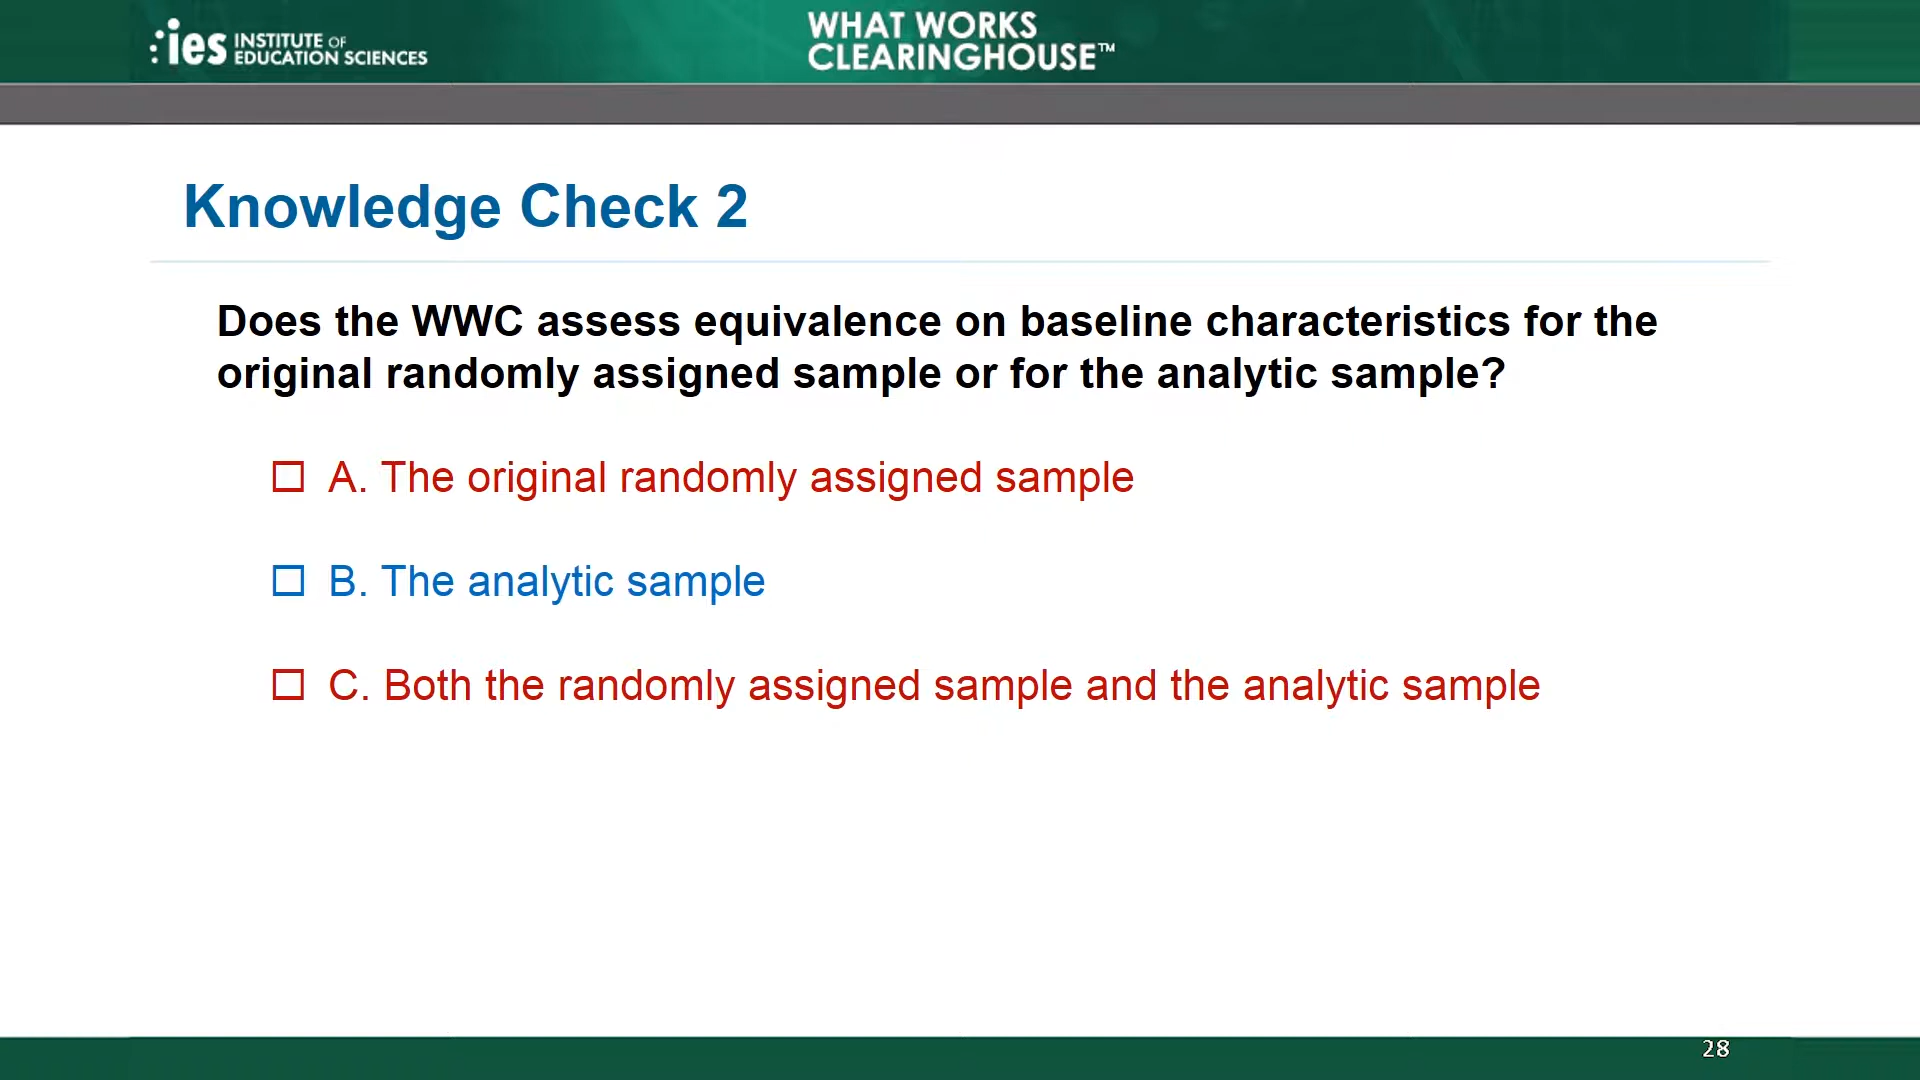 ies INSTITUTE OF
EDUCATION SCIENCES
WHAT WORKS
CLEARINGHOUSE™
Knowledge Check 2
Does the WWC assess equivalence on baseline characteristics for the
original randomly assigned sample or for the analytic sample?
☐ A. The original randomly assigned sample
☐ B. The analytic sample
☐ C. Both the randomly assigned sample and the analytic sample
28